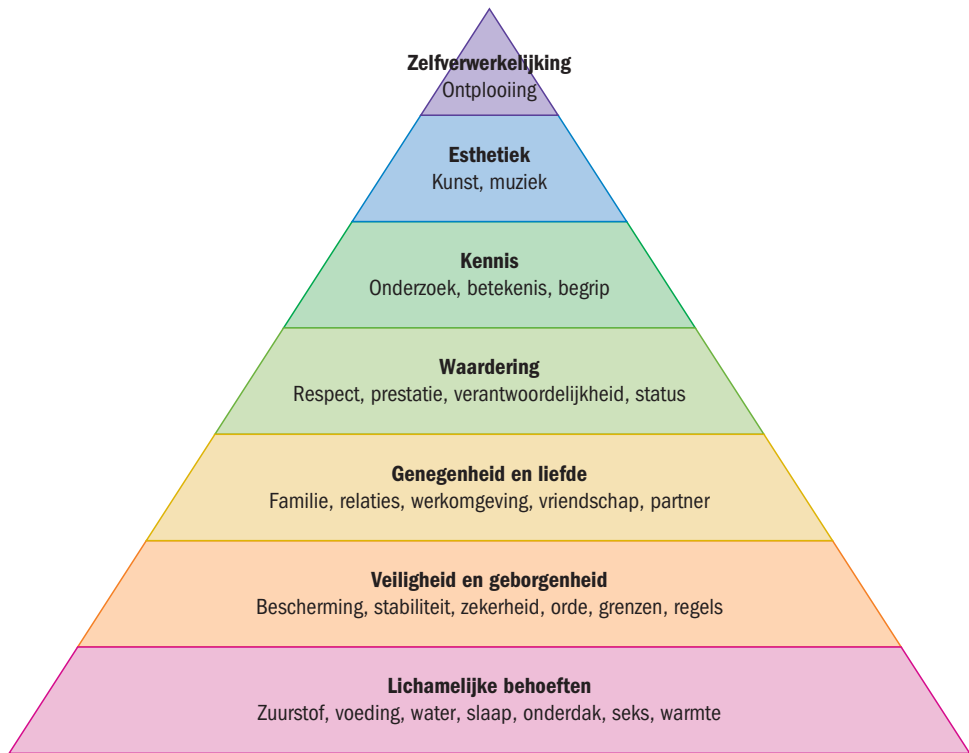 Zelfverwerkelijking
Ontplooiing
Esthetiek
Kunst, muziek
Kennis
Onderzoek, betekenis, begrip
Waardering
Respect, prestatie, verantwoordelijkheid, status
Genegenheid en liefde
Familie, relaties, werkomgeving, vriendschap, partner
Veiligheid en geborgenheid
Bescherming, stabiliteit, zekerheid, orde, grenzen, regels
Lichamelijke behoeften
Zuurstof, voeding, water, slaap, onderdak, seks, warmte